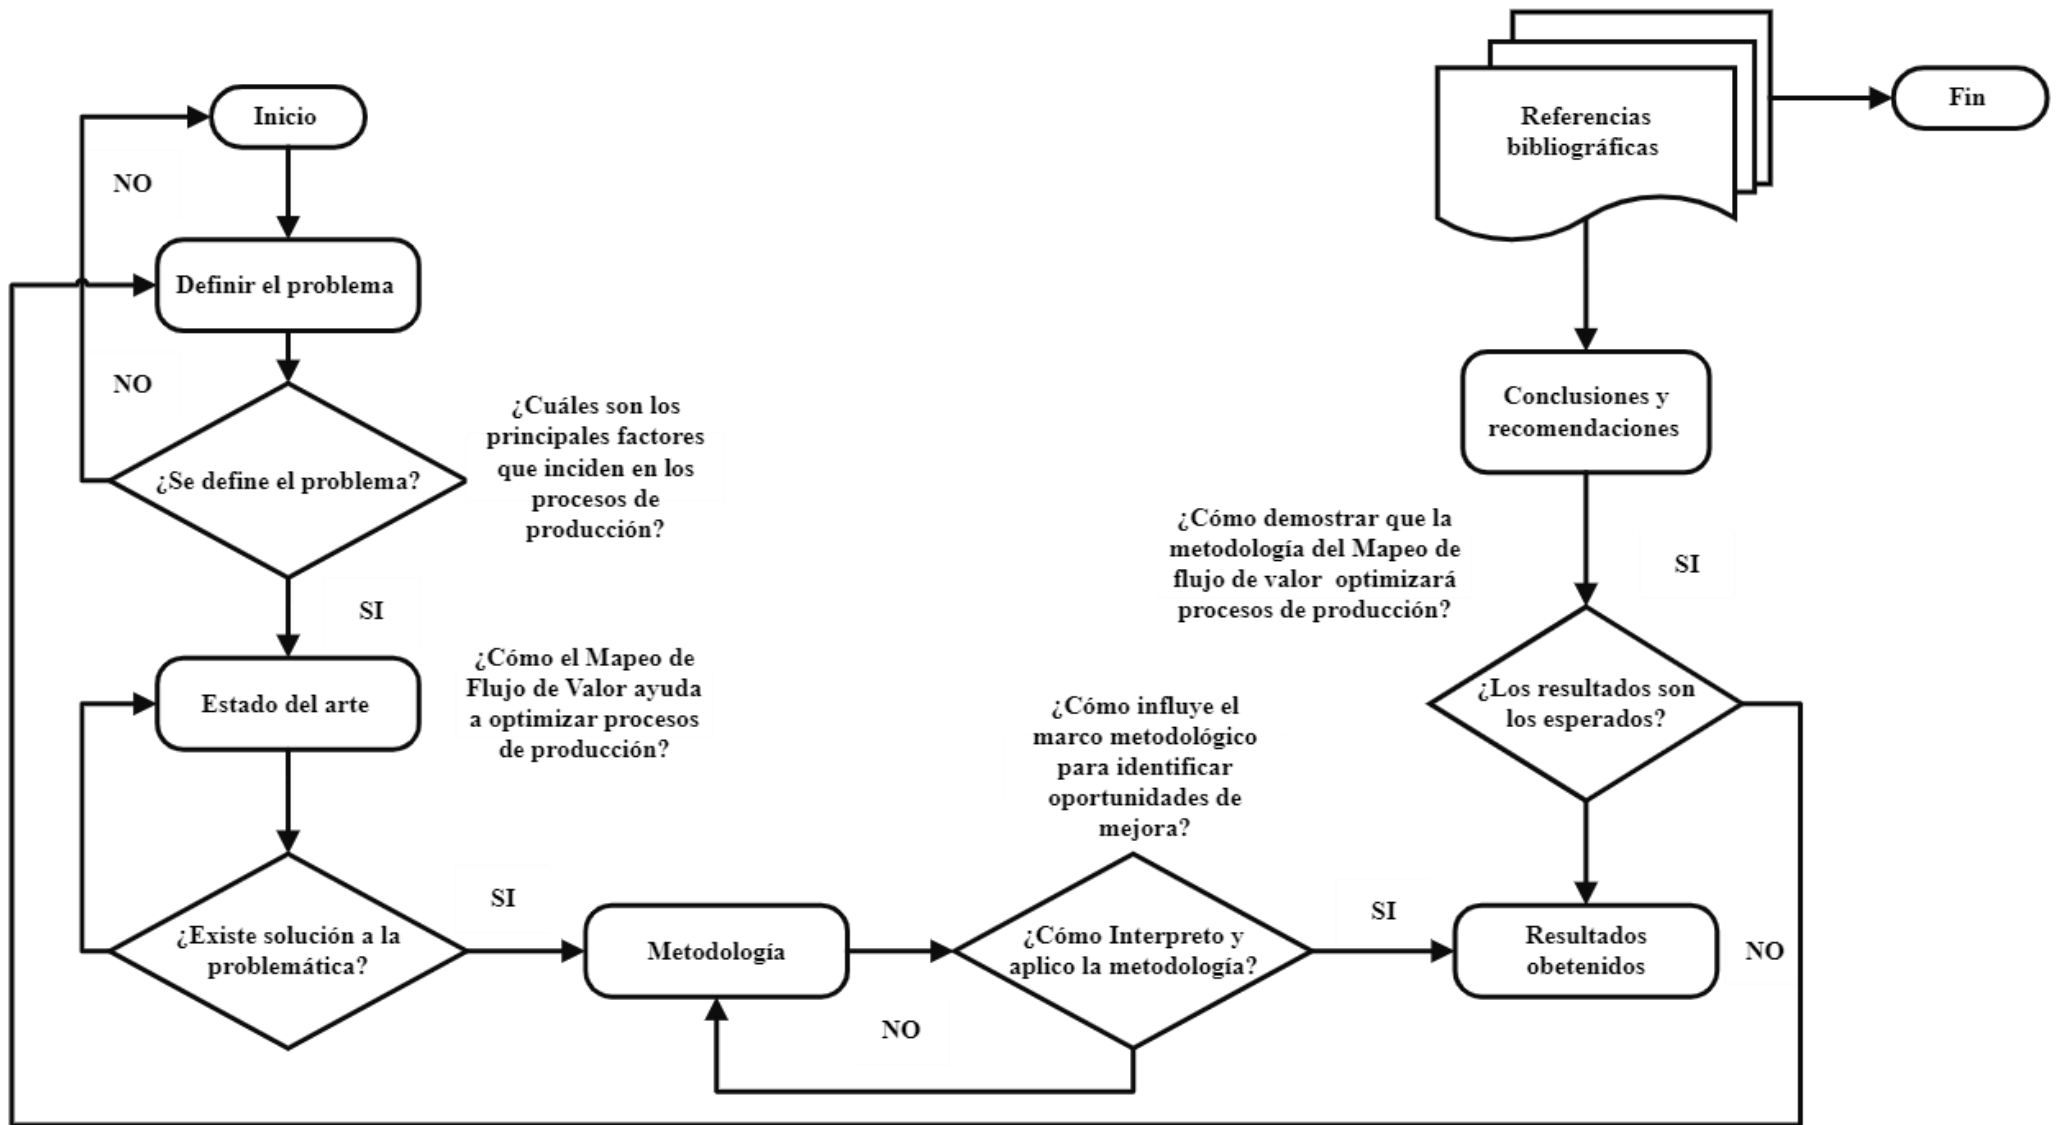 Inicio
NO
Definir el problema
NO
¿Se define el problema?
¿Cuáles son los
principales factores
que inciden en los
procesos de
producción?
SI
Estado del arte
¿Cómo el Mapeo de
Flujo de Valor ayuda
a optimizar procesos
de producción?
¿Existe solución a la
problemática?
SI
Metodología
NO
¿Cómo influye el
marco metodológico
para identificar
oportunidades de
mejora?
¿Cómo Interpreto y
aplico la metodología?
SI
Resultados
obetenidos
NO
¿Los resultados son
los esperados?
¿Cómo demostrar que la
metodología del Mapeo de
flujo de valor optimizará
procesos de producción?
SI
Conclusiones y
recomendaciones
Referencias
bibliográficas
Fin